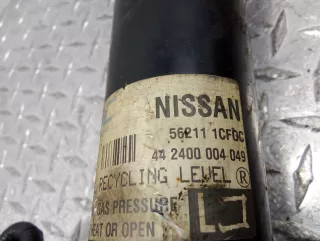 NISSAN
56211 1CF0C
44 2400 004 049
RECYCLING LEVEL ®
GAS PRESSURE
HEAT OR OPEN